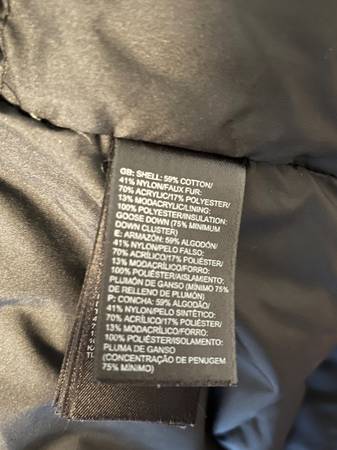 GB: SHELL: 59% COTTON/
41% NYLON/FAUX FUR:
70% ACRYLIC/17% POLYESTER/
13% MODACRYLIC/LINING:
100% POLYESTER/INSULATION:
GOOSE DOWN (75% MINIMUM
DOWN CLUSTER)
E: ARMAZÓN: 59% ALGODÓN/
41% NYLON/PELO FALSO:
70% ACRÍLICO/17% POLIÉSTER/
13% MODACRÍLICO/FORRO:
100% POLIÉSTER/AISLAMIENTO:
PLUMÓN DE GANSO (MÍNIMO 75%
DE RELLENO DE PLUMÓN)
P: CONCHA: 59% ALGODÃO/
41% NYLON/PELO SINTÉTICO:
70% ACRÍLICO/17% POLIÉSTER/
13% MODACRÍLICO/FORRO:
100% POLIÉSTER/ISOLAMENTO:
PLUMA DE GANSO
(CONCENTRAÇÃO DE PENUGEM
75% MÍNIMO)